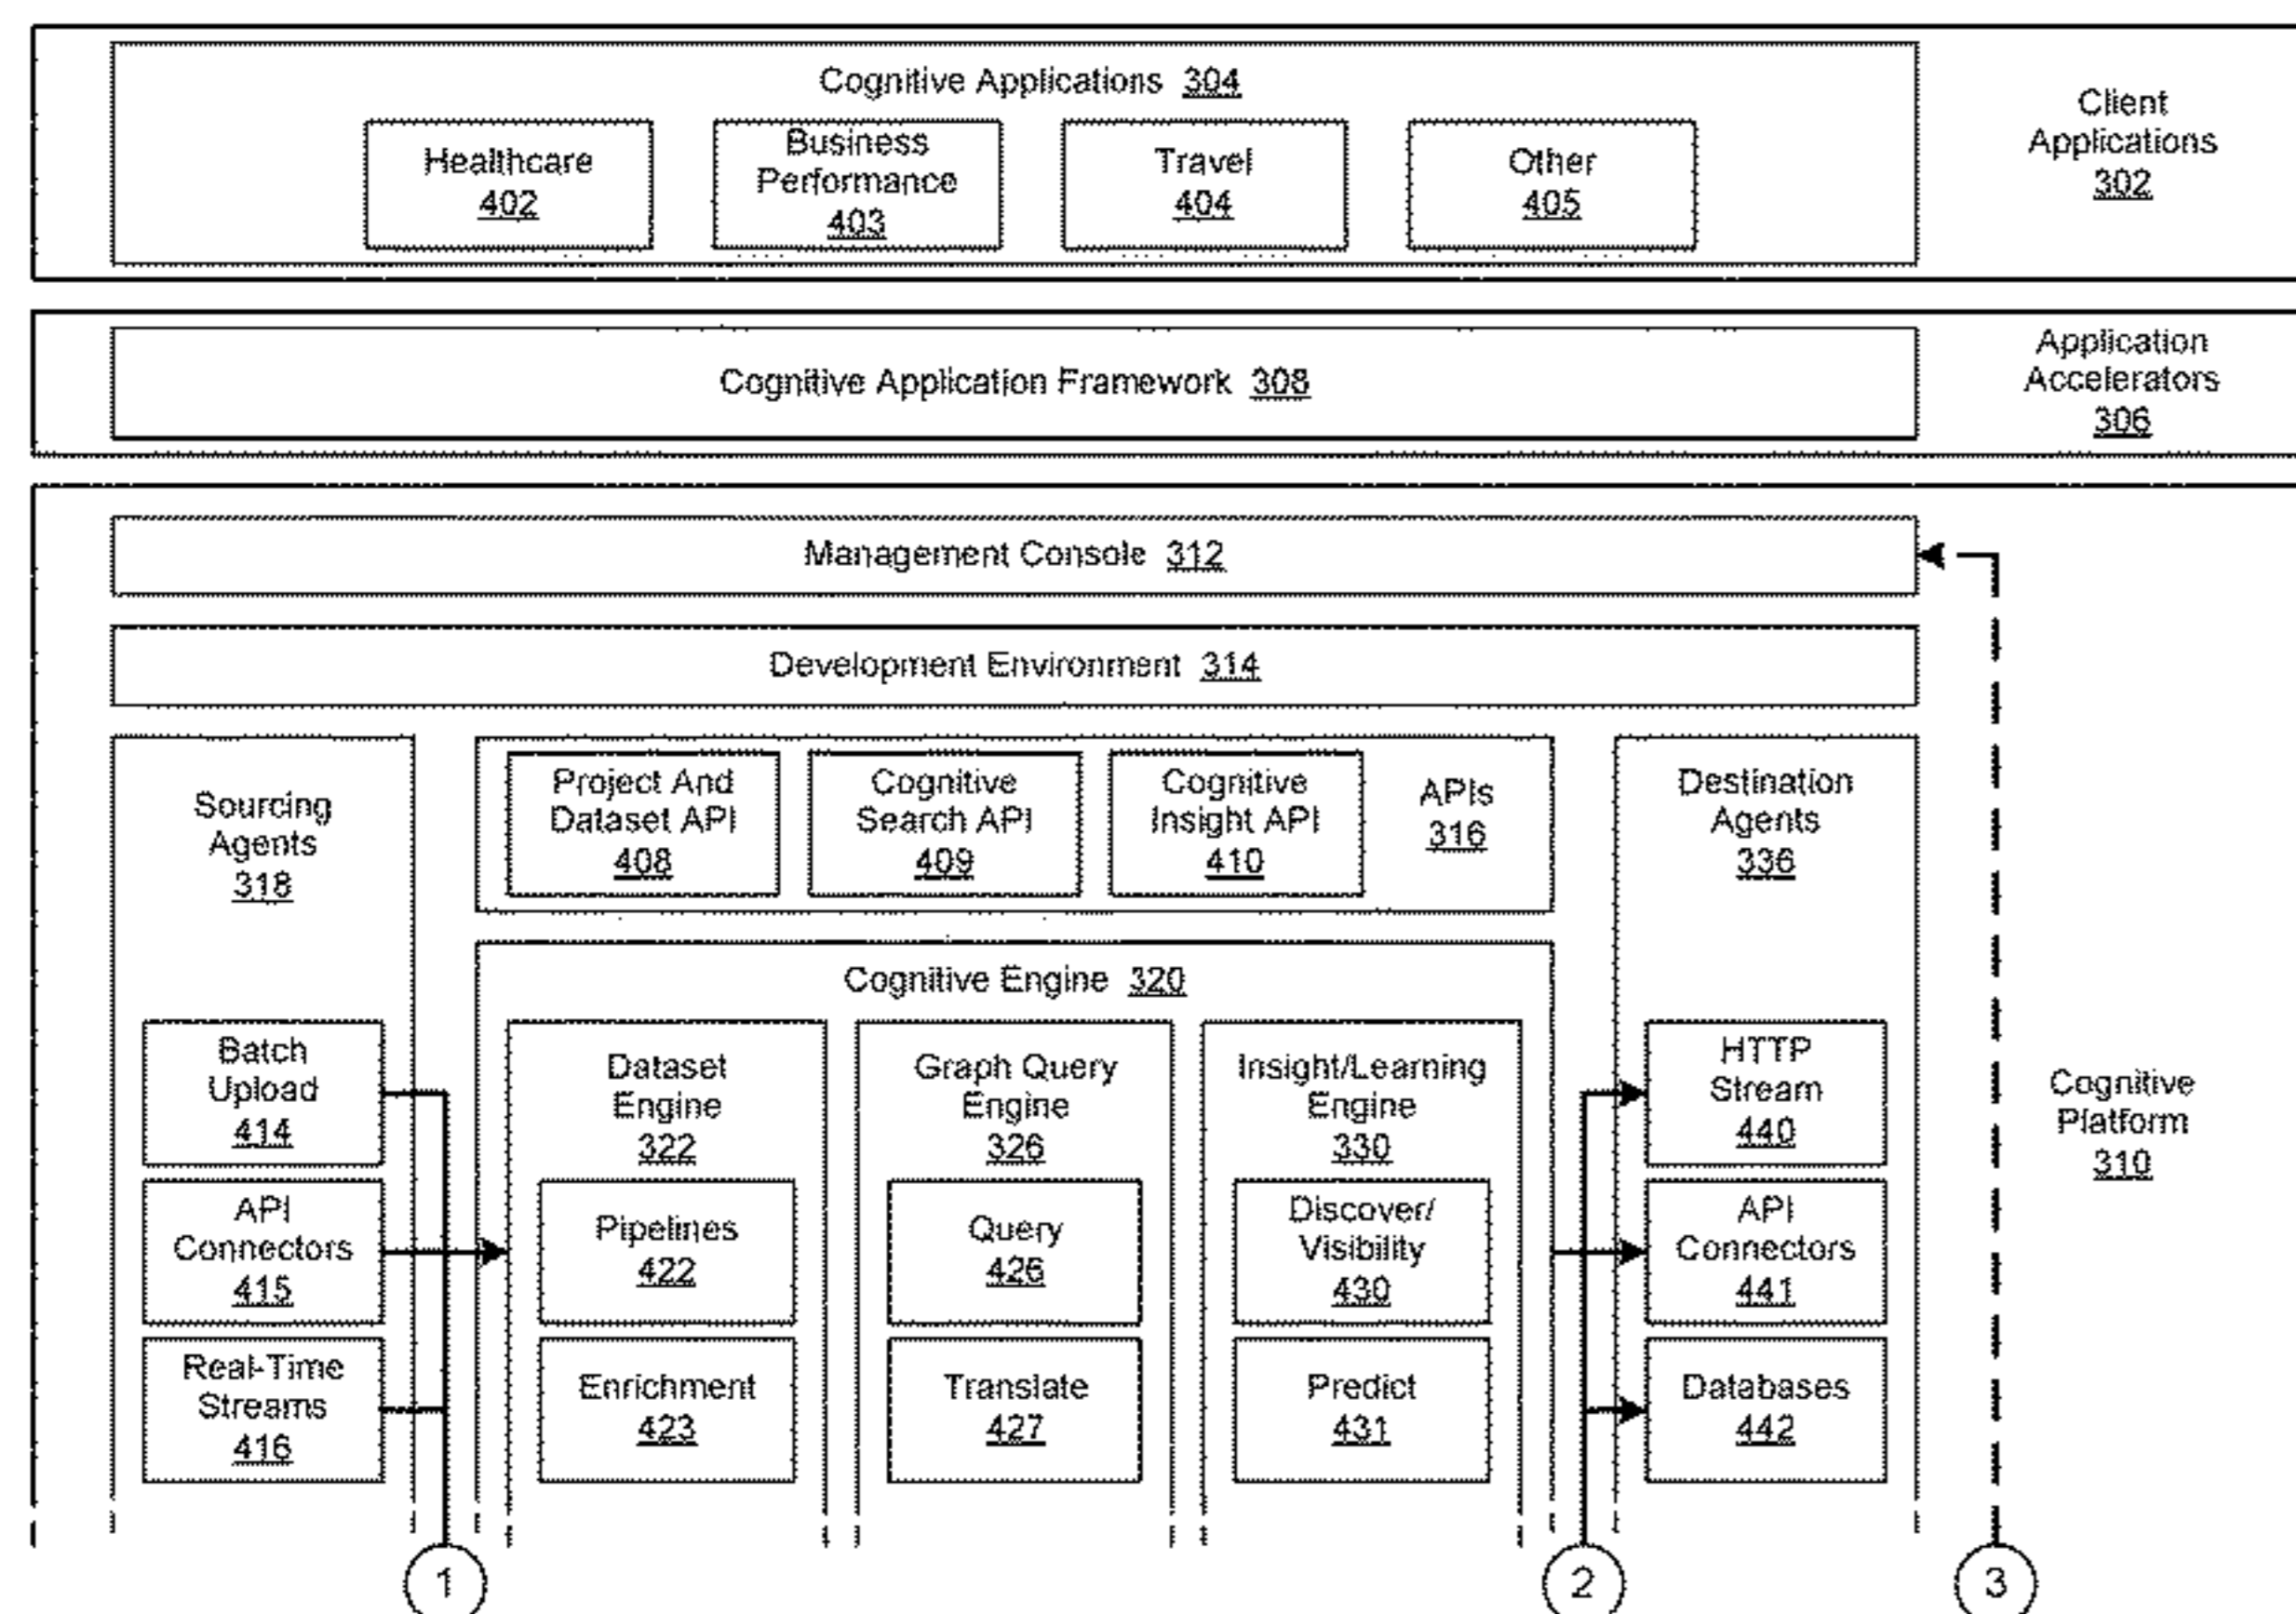 Cognitive Applications 304
Healthcare
402
Business
Performance
403
Travel
404
Other
405
Client
Applications
302
Cognitive Application Framework 308
Application
Accelerators
306
Management Console 312
Development Environment 314
Sourcing
Agents
318
Project And
Dataset API
408
Cognitive
Search API
409
Cognitive
Insight API
410
APIs
316
Destination
Agents
336
Cognitive Engine 320
Batch
Upload
414
API
Connectors
415
Real-Time
Streams
416
Dataset
Engine
322
Pipelines
422
Enrichment
423
Graph Query
Engine
326
Query
426
Translate
427
Insight/Learning
Engine
330
Discover/
Visibility
430
Predict
431
HTTP
Stream
440
API
Connectors
441
Databases
442
Cognitive
Platform
310
1
2
3